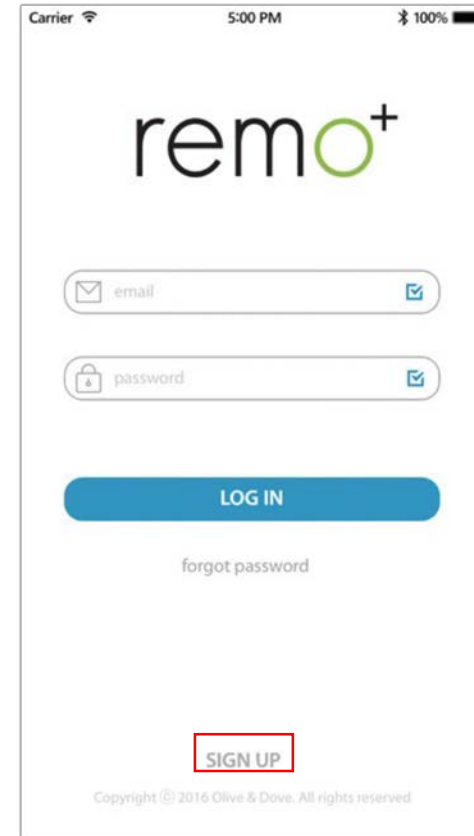 Carrier 5:00 PM 100%
remo+
email
password
LOG IN
forgot password
SIGN UP
Copyright ⓒ 2016 Olive & Dove. All rights reserved